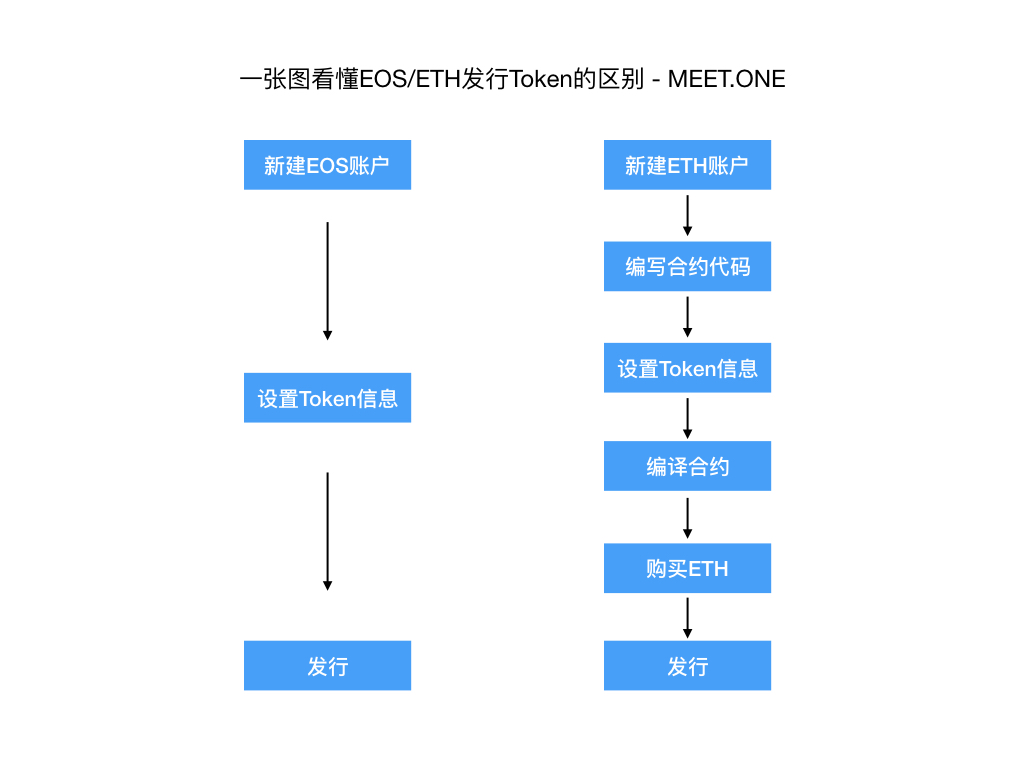 一张图看懂EOS/ETH发行Token的区别 - MEET.ONE
新建EOS账户
设置Token信息
发行
新建ETH账户
编写合约代码
设置Token信息
编译合约
购买ETH
发行